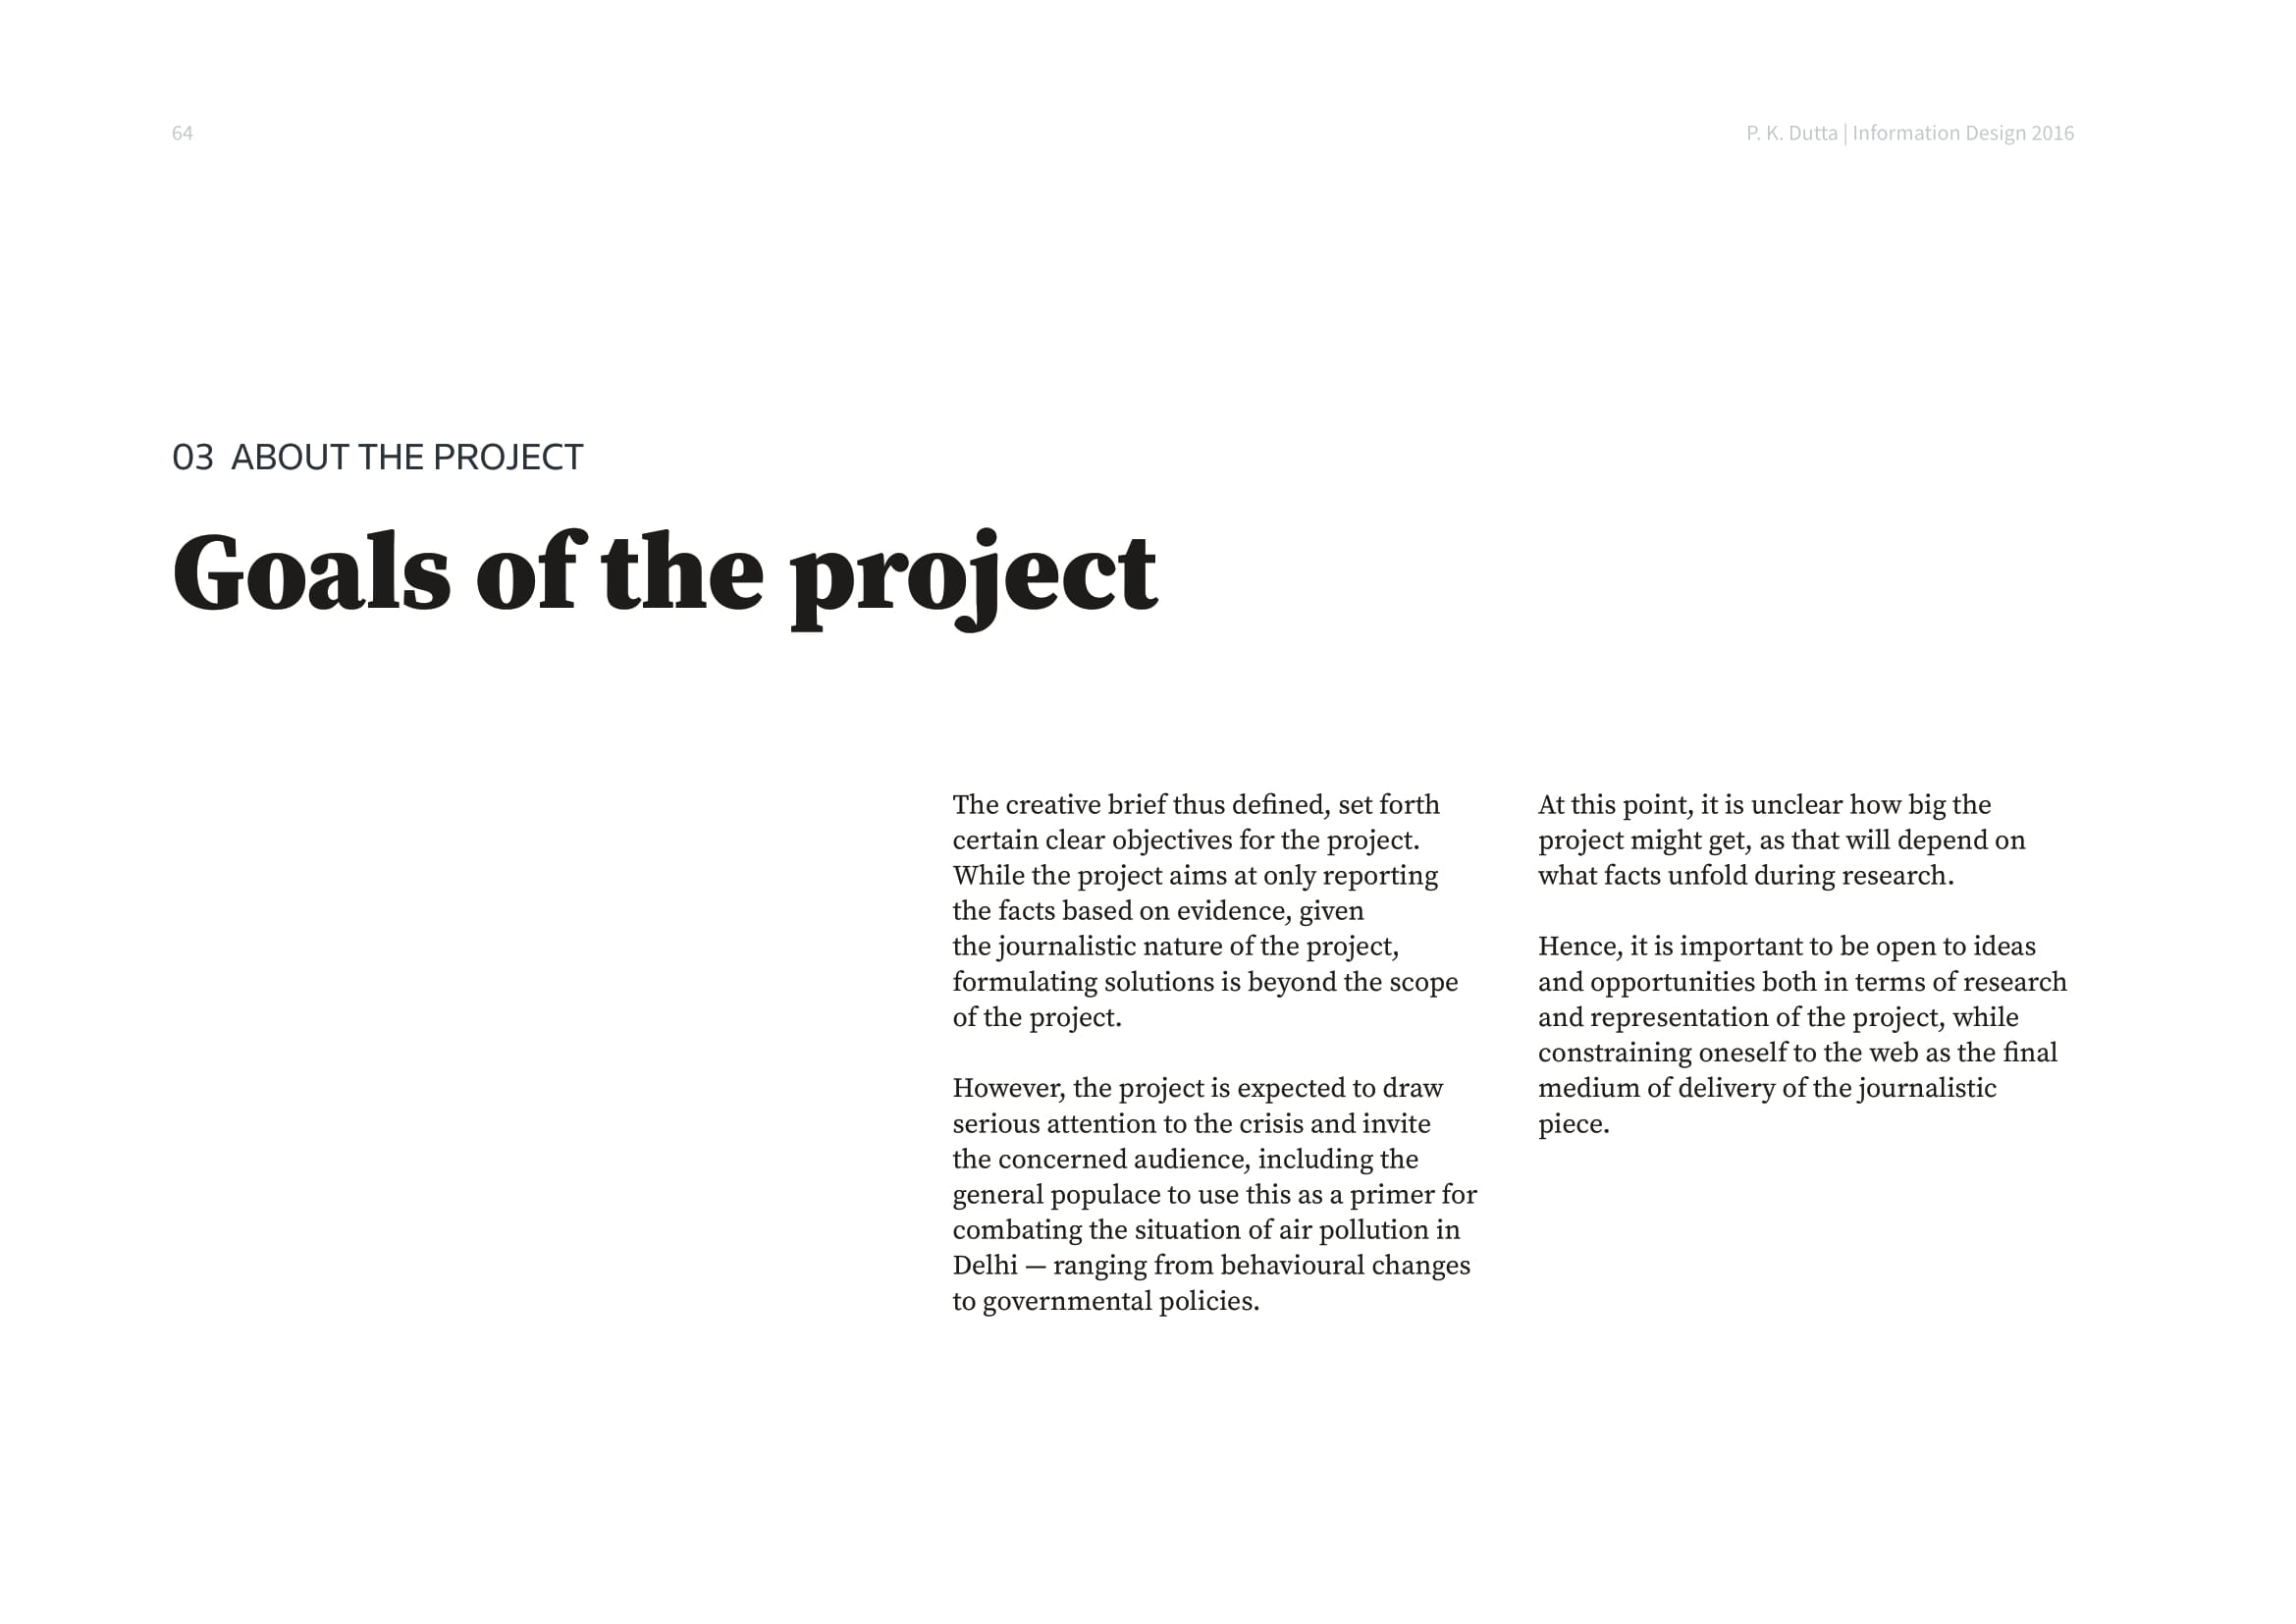 64
P. K. Dutta | Information Design 2016
03 ABOUT THE PROJECT
Goals of the project
The creative brief thus defined, set forth
certain clear objectives for the project.
While the project aims at only reporting
the facts based on evidence, given
the journalistic nature of the project,
formulating solutions is beyond the scope
of the project.
However, the project is expected to draw
serious attention to the crisis and invite
the concerned audience, including the
general populace to use this as a primer for
combating the situation of air pollution in
Delhi — ranging from behavioural changes
to governmental policies.
At this point, it is unclear how big the
project might get, as that will depend on
what facts unfold during research.
Hence, it is important to be open to ideas
and opportunities both in terms of research
and representation of the project, while
constraining oneself to the web as the final
medium of delivery of the journalistic
piece.